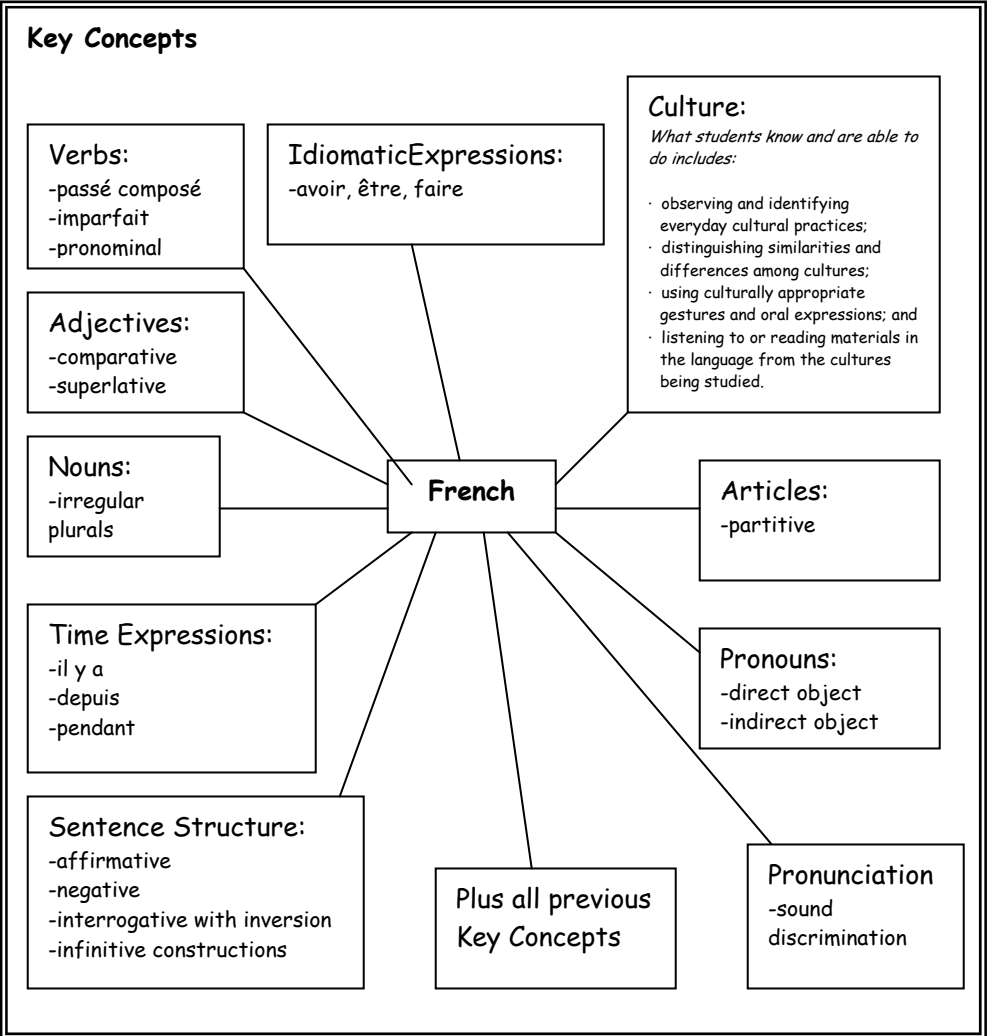 Key Concepts
Verbs:
-passé composé
-imparfait
-pronominal
IdiomaticExpressions:
-avoir, être, faire
Culture:
What students know and are able to
do includes:
· observing and identifying
everyday cultural practices;
· distinguishing similarities and
differences among cultures;
· using culturally appropriate
gestures and oral expressions; and
· listening to or reading materials in
the language from the cultures
being studied.
Adjectives:
-comparative
-superlative
Nouns:
-irregular
plurals
French
Articles:
-partitive
Time Expressions:
-il y a
-depuis
-pendant
Pronouns:
-direct object
-indirect object
Sentence Structure:
-affirmative
-negative
-interrogative with inversion
-infinitive constructions
Plus all previous
Key Concepts
Pronunciation
-sound
discrimination